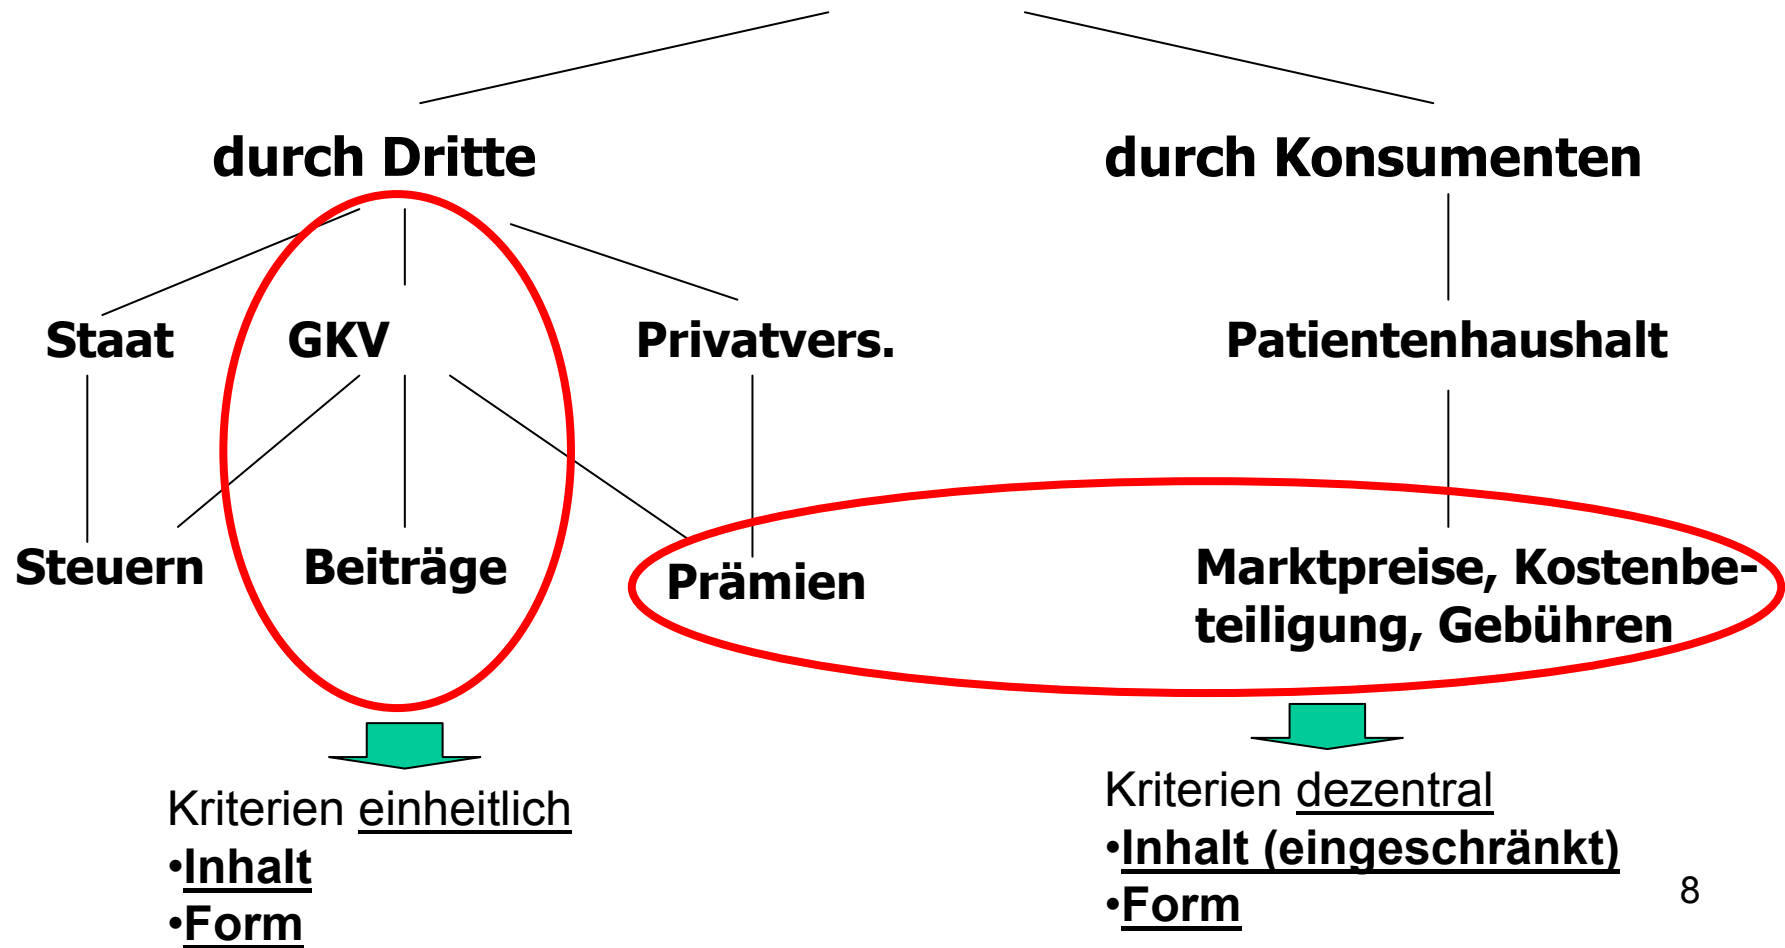 durch Dritte
durch Konsumenten
Staat
GKV
Privatvers.
Patientenhaushalt
Steuern
Beiträge
Prämien
Marktpreise, Kostenbe-
teiligung, Gebühren
Kriterien einheitlich
•Inhalt
•Form
Kriterien dezentral
•Inhalt (eingeschränkt)
•Form
8